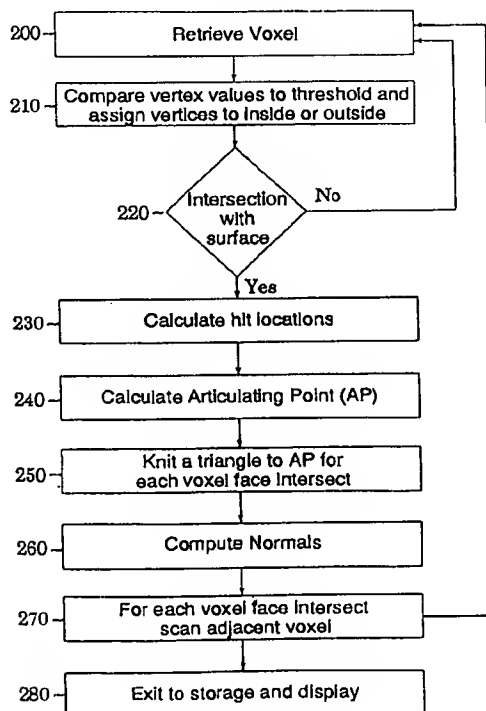 200
Retrieve Voxel
210
Compare vertex values to threshold and
assign vertices to inside or outside
220
Intersection
with
surface
No
Yes
230
Calculate hit locations
240
Calculate Articulating Point (AP)
250
Knit a triangle to AP for
each voxel face intersect
260
Compute Normals
270
For each voxel face intersect
scan adjacent voxel
280
Exit to storage and display